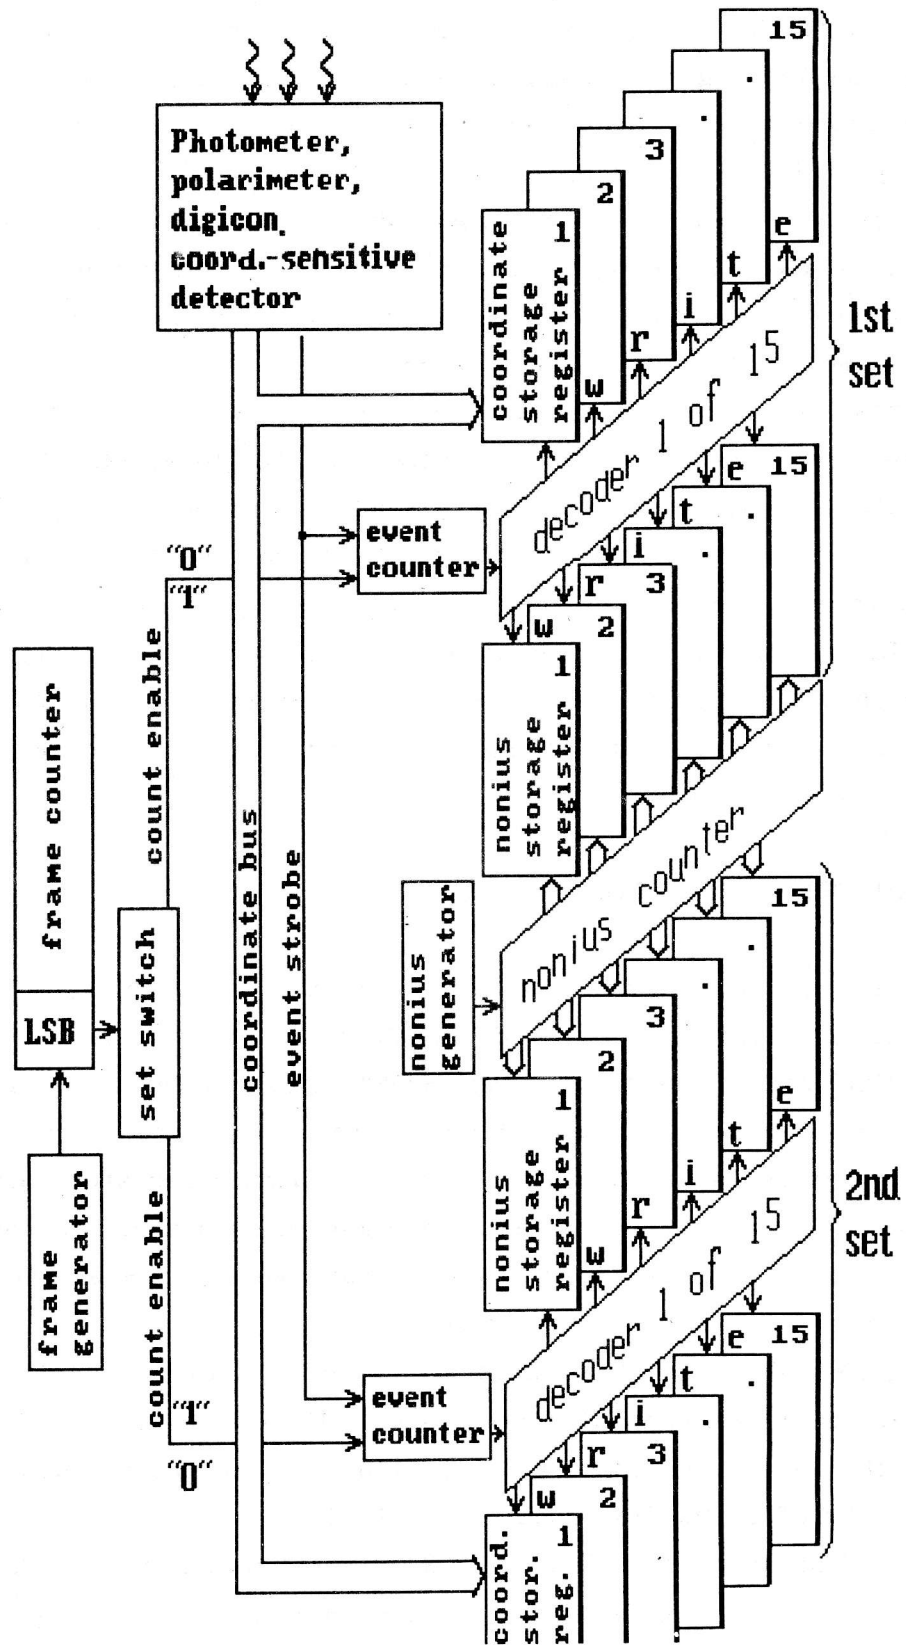 Photometer,
polarimeter,
digicon,
coord.-sensitive
detector
15
.
.
3
2
1
coordinate
storage
register
w
r
i
t
e
decoder 1 of 15
1st
set
event
counter
"0"
"1"
count enable
frame counter
LSB
set switch
frame
generator
coordinate bus
event strobe
e 15
t .
i .
r 3
w 2
1
nonius
storage
register
nonius
generator
nonius counter
15
.
.
3
2
1
nonius
storage
register
w
r
i
t
e
decoder 1 of 15
2nd
set
count enable
"1"
"0"
event
counter
e 15
t .
i .
r 3
w 2
1
coord.
stor.
reg.